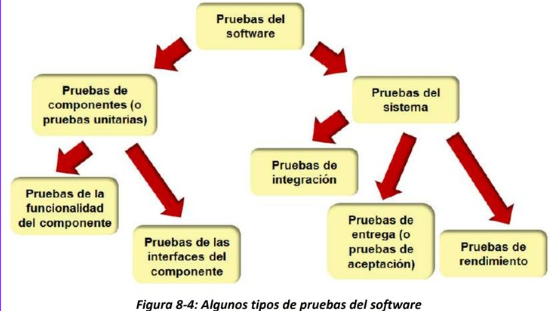 Pruebas del
software
Pruebas de
componentes (o
pruebas unitarias)
Pruebas del
sistema
Pruebas de la
funcionalidad
del componente
Pruebas de las
interfaces del
componente
Pruebas de
integración
Pruebas de
entrega (o
pruebas de
aceptación)
Pruebas de
rendimiento
Figura 8-4: Algunos tipos de pruebas del software